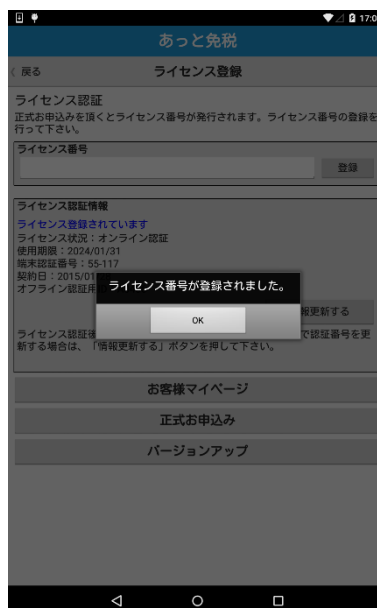 17:0
あっと免税
戻る
ライセンス登録
ライセンス認証
正式お申込みを頂くとライセンス番号が発行されます。ライセンス番号の登録を
行って下さい。
ライセンス番号
登録
ライセンス認証情報
ライセンス登録されています
ライセンス状況：オンライン認証
使用期限：2024/01/31
端末認証番号：55-117
契約日：2015/01
オフライン認証用
ライセンス番号が登録されました。
OK
報更新する
ライセンス認証後
で認証番号を更
新する場合は、「情報更新する」ボタンを押して下さい。
お客様マイページ
正式お申込み
バージョンアップ